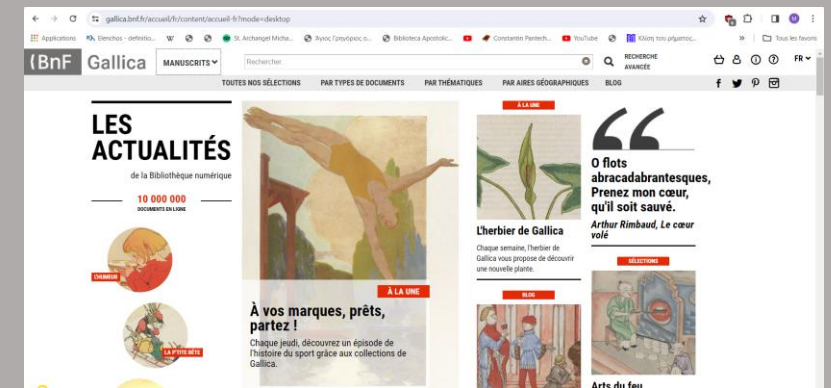 gallica.bnf.fr/accueil/fr/content/accueil-fr?mode=desktop
Applications
Elenchos - definitio...
St. Archangel Micha...
Άγιος Γρηγόριος ο...
Biblioteca Apostolic...
Constantin Pentech...
YouTube
Κλίση του ρήματος...
»
Tous les favoris
{BnF Gallica
MANUSCRITS
Rechercher
RECHERCHE
AVANCÉE
FR
TOUTES NOS SÉLECTIONS
PAR TYPES DE DOCUMENTS
PAR THÉMATIQUES
PAR AIRES GÉOGRAPHIQUES
BLOG
LES
ACTUALITÉS
de la Bibliothèque numérique
10 000 000
DOCUMENTS EN LIGNE
L'HUMEUR
LA P'TITE BÊTE
À LA UNE
À vos marques, prêts,
partez !
Chaque jeudi, découvrez un épisode de
l'histoire du sport grâce aux collections de
Gallica.
À LA UNE
L'herbier de Gallica
Chaque semaine, l'herbier de
Gallica vous propose de découvrir
une nouvelle plante.
BLOG
O flots
abracadabrantesques,
Prenez mon cœur,
qu'il soit sauvé.
Arthur Rimbaud, Le cœur
volé
SÉLECTIONS
Arts du feu